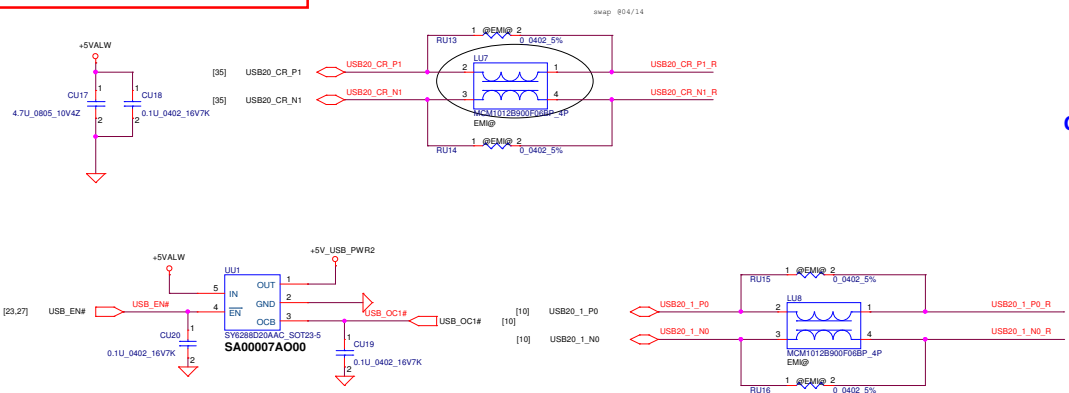 swap @04/14
+5VALW
CU17
4.7U_0805_10V4Z
1
2
CU18
0.1U_0402_16V7K
1
2
[35] USB20_CR_P1 USB20_CR_P1
[35] USB20_CR_N1 USB20_CR_N1
1 @EMI@ 2
RU13 0_0402_5%
LU7
2 1
3 4
MCM1012B900F06BP_4P
EMI@
USB20_CR_P1_R
USB20_CR_N1_R
1 @EMI@ 2
RU14 0_0402_5%
+5VALW
+5V_USB_PWR2
UU1
5 IN OUT 1
GND 2
4 EN OCB 3
SY6288D20AAC_SOT23-5
SA00007AO00
[23,27] USB_EN# USB_EN#
CU20
0.1U_0402_16V7K
1
2
USB_OC1# USB_OC1# [10]
CU19
0.1U_0402_16V7K
1
2
[10] USB20_1_P0 USB20_1_P0
[10] USB20_1_N0 USB20_1_N0
1 @EMI@ 2
RU15 0_0402_5%
LU8
2 1
3 4
MCM1012B900F06BP_4P
EMI@
USB20_1_P0_R
USB20_1_N0_R
1 @EMI@ 2
RU16 0_0402_5%